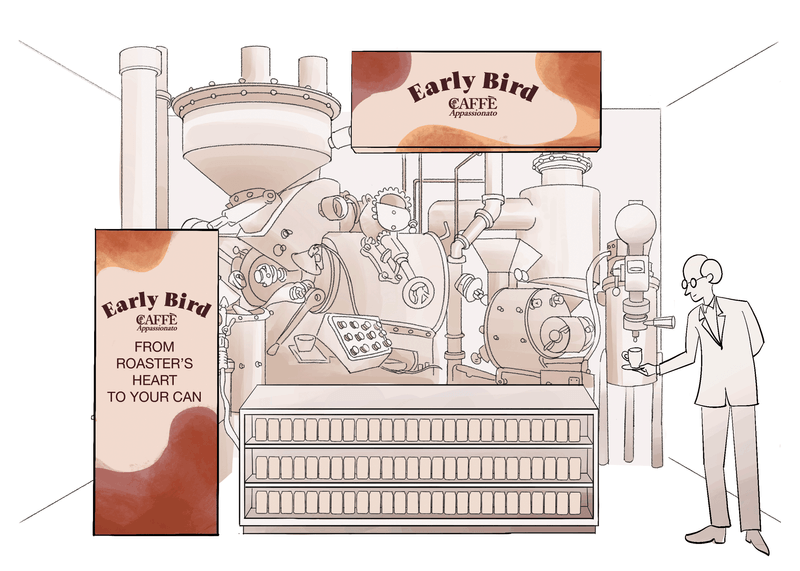 Early Bird
CAFFÈ
Appassionato
Early Bird
CAFFÈ
Appassionato
FROM
ROASTER'S
HEART
TO YOUR CAN